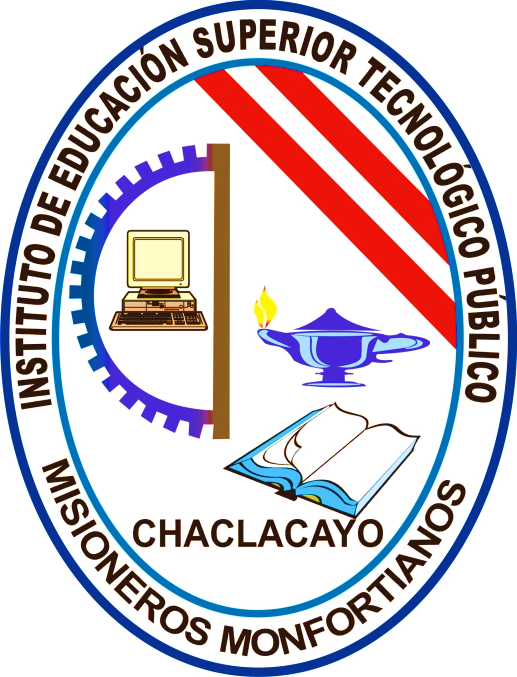 INSTITUTO DE EDUCACIÓN SUPERIOR TECNOLÓGICO PÚBLICO
CHACLACAYO
MISIONEROS MONFORTIANOS